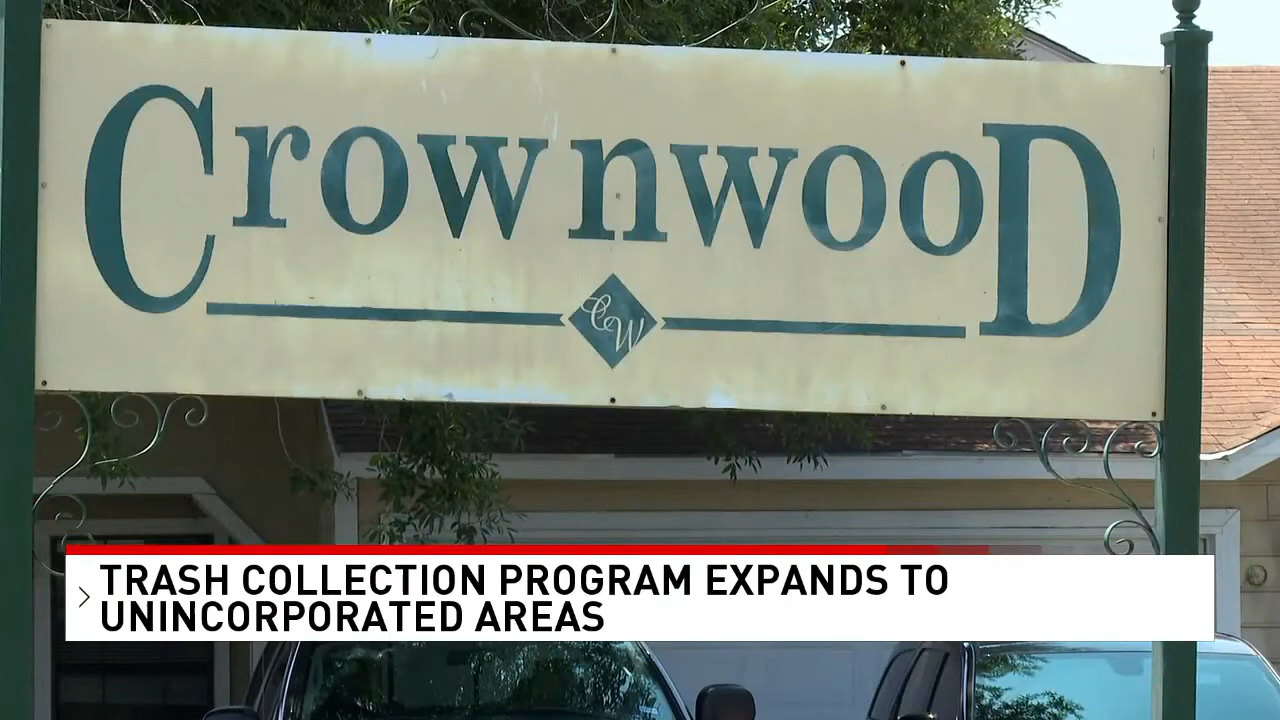 CrownwooD
CW
TRASH COLLECTION PROGRAM EXPANDS TO
UNINCORPORATED AREAS